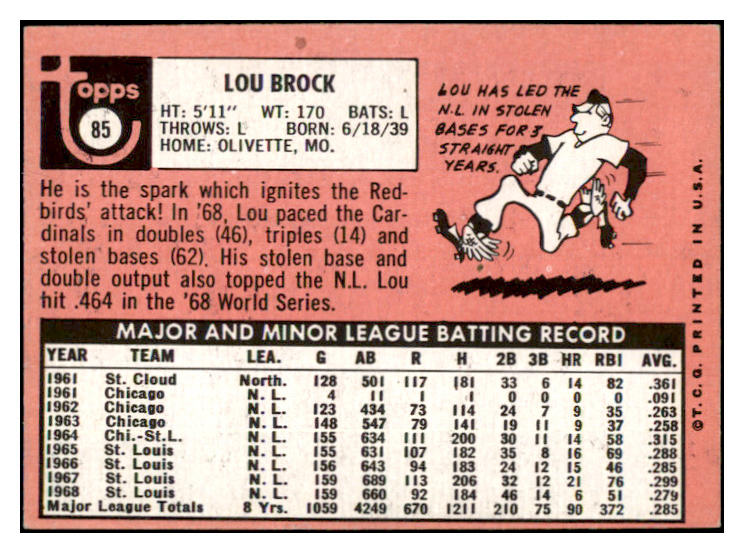 topps
85
LOU BROCK
HT: 5'11" WT: 170 BATS: L
THROWS: L BORN: 6/18/39
HOME: OLIVETTE, MO.
LOU HAS LED THE
N.L. IN STOLEN
BASES FOR 3
STRAIGHT
YEARS.
He is the spark which ignites the Red-
birds' attack! In '68, Lou paced the Car-
dinals in doubles (46), triples (14) and
stolen bases (62). His stolen base and
double output also topped the N.L. Lou
hit .464 in the '68 World Series.
MAJOR AND MINOR LEAGUE BATTING RECORD
YEAR TEAM LEA. G AB R H 2B 3B HR RBI AVG.
1961 St. Cloud North. 128 501 117 181 33 6 14 82 .361
1961 Chicago N. L. 4 11 1 1 0 0 0 0 .091
1962 Chicago N. L. 123 434 73 114 24 7 9 35 .263
1963 Chicago N. L. 148 547 79 141 19 11 9 37 .258
1964 Chi.-St.L. N. L. 155 634 111 200 30 11 14 58 .315
1965 St. Louis N. L. 155 631 107 182 35 8 16 69 .288
1966 St. Louis N. L. 156 643 94 183 24 12 15 46 .285
1967 St. Louis N. L. 159 689 113 206 32 12 21 76 .299
1968 St. Louis N. L. 159 660 92 184 46 14 6 51 .279
Major League Totals 8 Yrs. 1059 4249 670 1211 210 75 90 372 .285
©T.C.G. PRINTED IN U.S.A.